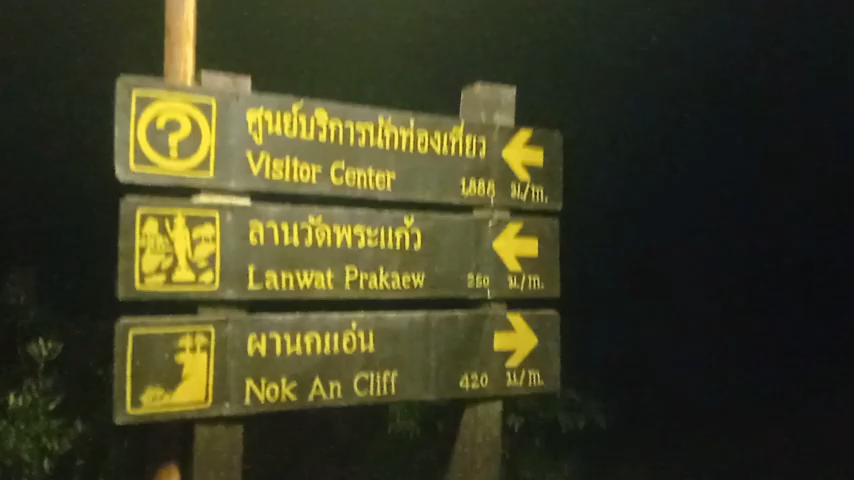 ?
ศูนย์บริการนักท่องเที่ยว
Visitor Center 1,888 ม./m.
ลานวัดพระแก้ว
Lanwat Prakaew 250 ม./m.
ผานกแอ่น
Nok An Cliff 420 ม./m.